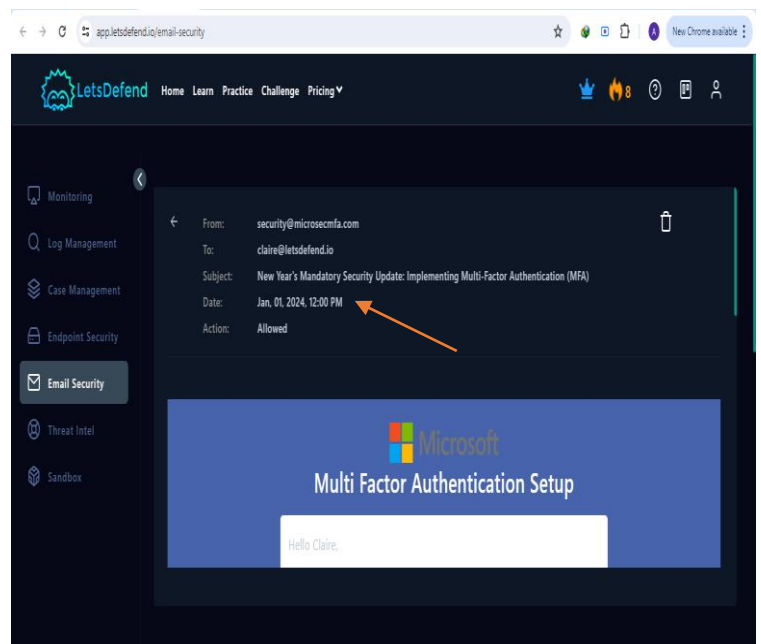 app.letsdefend.io/email-security
A
New Chrome available
LetsDefend Home Learn Practice Challenge Pricing
8
Monitoring
Log Management
Case Management
Endpoint Security
Email Security
Threat Intel
Sandbox
From: security@microsecmfa.com
To: claire@letsdefend.io
Subject: New Year's Mandatory Security Update: Implementing Multi-Factor Authentication (MFA)
Date: Jan, 01, 2024, 12:00 PM
Action: Allowed
Microsoft
Multi Factor Authentication Setup
Hello Claire,